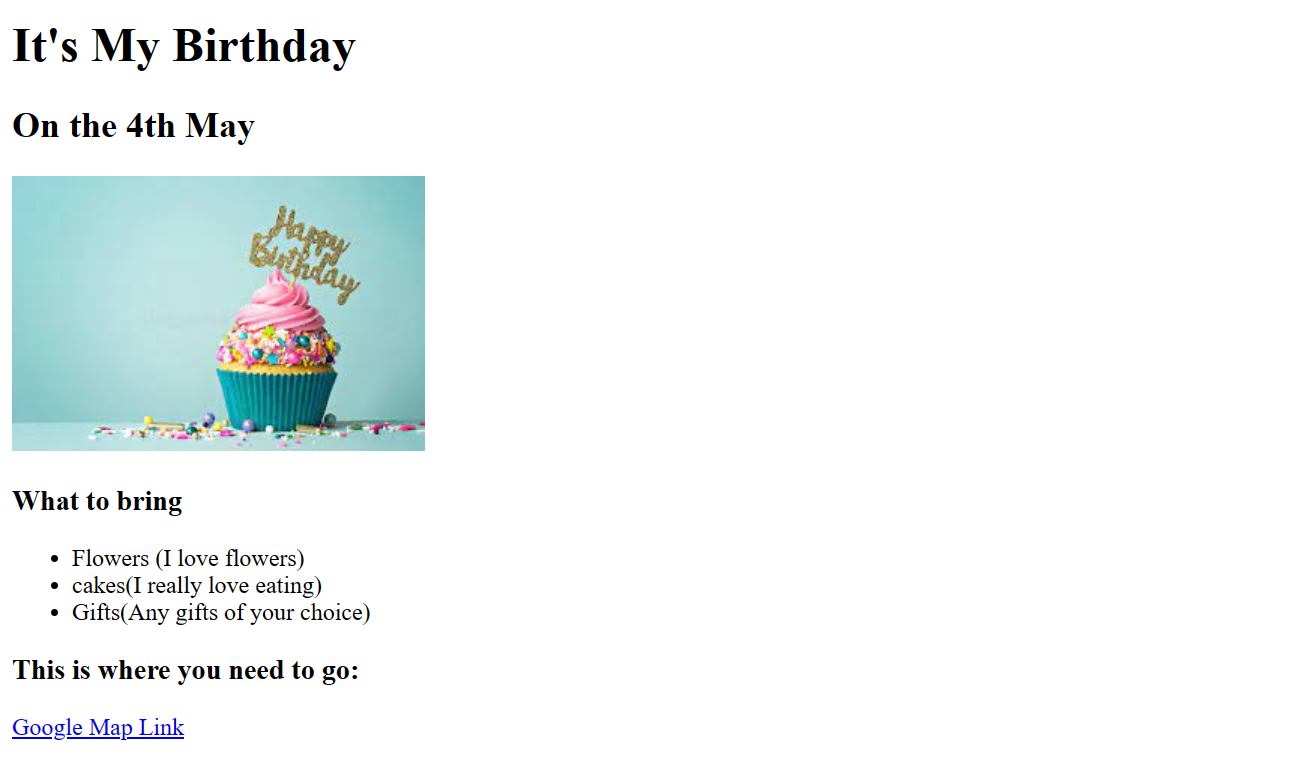 It's My Birthday
On the 4th May
Happy
Birthday
What to bring
Flowers (I love flowers)
cakes(I really love eating)
Gifts(Any gifts of your choice)
This is where you need to go:
Google Map Link